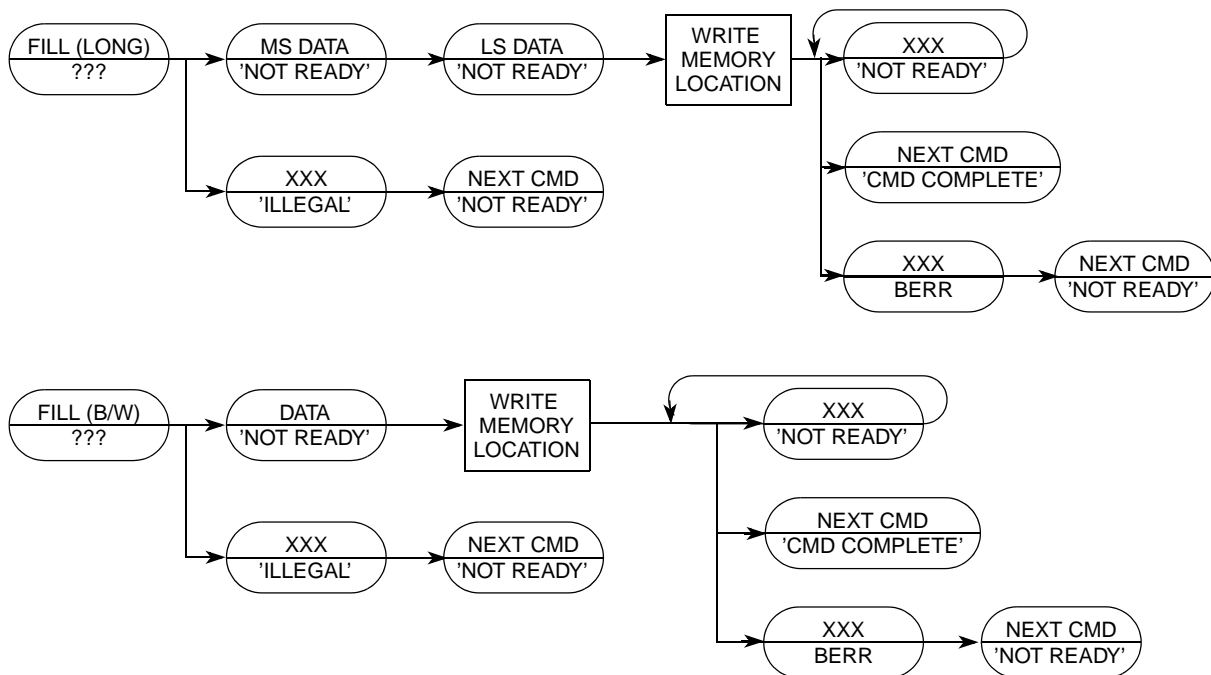 FILL (LONG)
???
MS DATA
'NOT READY'
LS DATA
'NOT READY'
WRITE
MEMORY
LOCATION
XXX
'NOT READY'
XXX
'ILLEGAL'
NEXT CMD
'NOT READY'
NEXT CMD
'CMD COMPLETE'
XXX
BERR
NEXT CMD
'NOT READY'
FILL (B/W)
???
DATA
'NOT READY'
WRITE
MEMORY
LOCATION
XXX
'NOT READY'
XXX
'ILLEGAL'
NEXT CMD
'NOT READY'
NEXT CMD
'CMD COMPLETE'
XXX
BERR
NEXT CMD
'NOT READY'